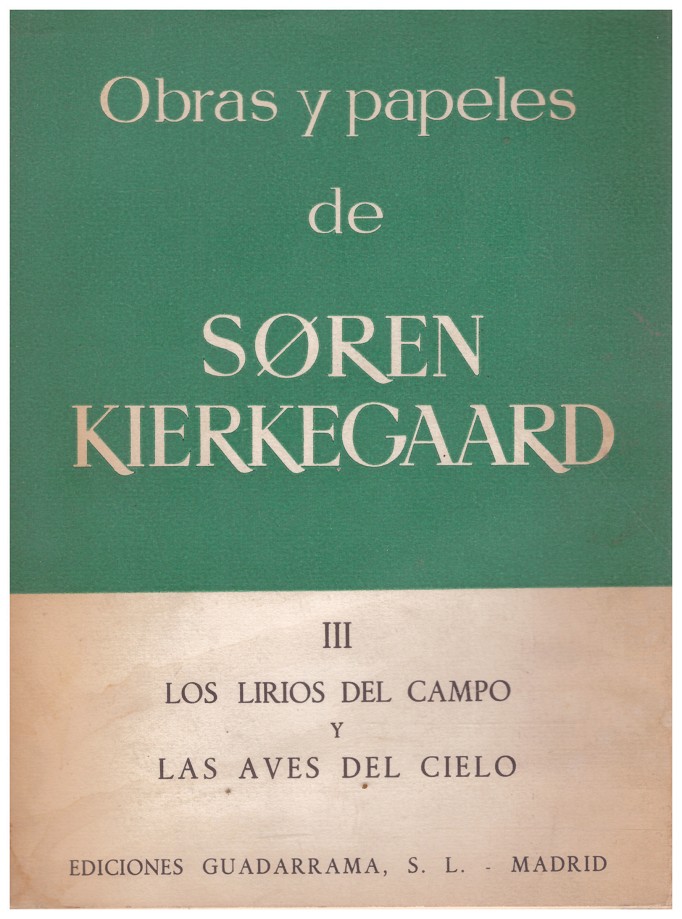 Obras y papeles
de
SØREN
KIERKEGAARD
III
LOS LIRIOS DEL CAMPO
Y
LAS AVES DEL CIELO
EDICIONES GUADARRAMA, S. L. - MADRID